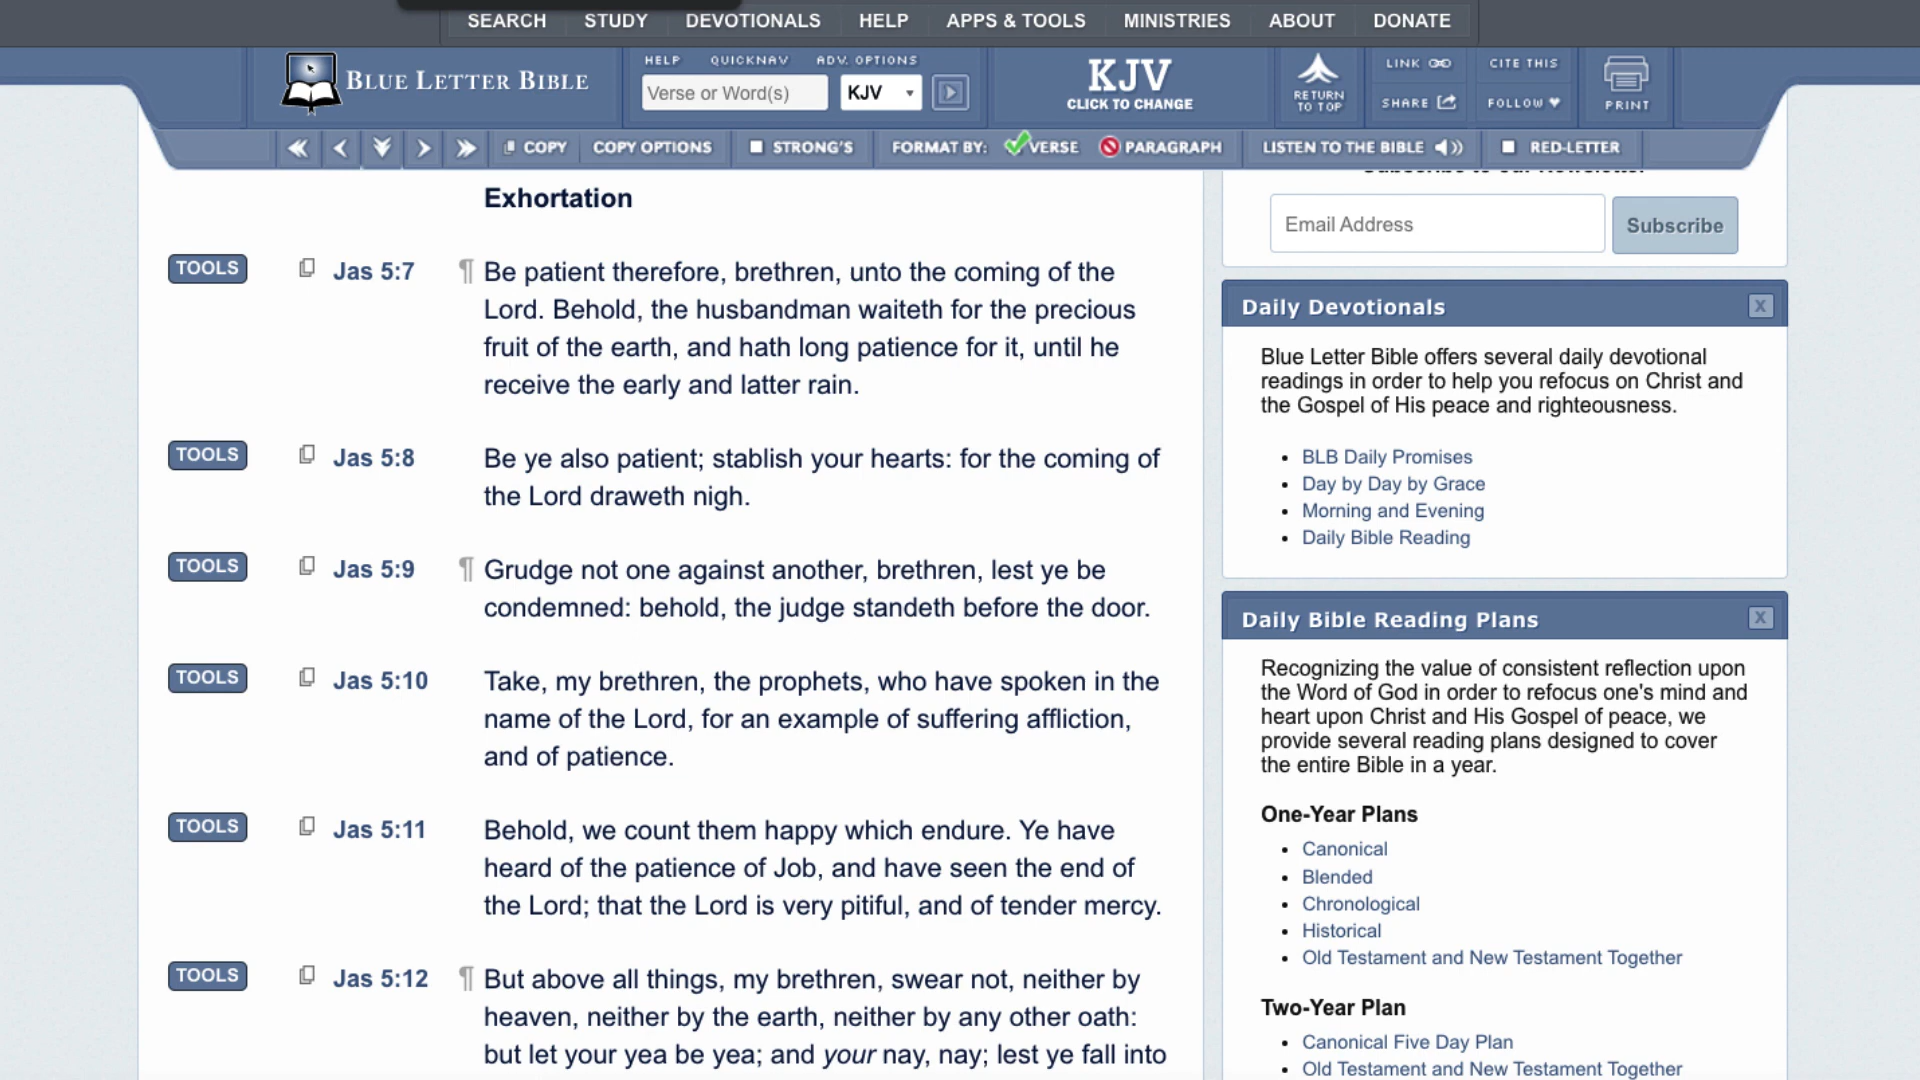 SEARCH STUDY DEVOTIONALS HELP APPS & TOOLS MINISTRIES ABOUT DONATE
BLUE LETTER BIBLE
HELP QUICKNAV ADV. OPTIONS
Verse or Word(s) KJV
KJV
CLICK TO CHANGE
RETURN
TO TOP
LINK
SHARE
CITE THIS
FOLLOW
PRINT
COPY COPY OPTIONS STRONG'S FORMAT BY: VERSE PARAGRAPH LISTEN TO THE BIBLE RED-LETTER
Exhortation
TOOLS Jas 5:7 ¶ Be patient therefore, brethren, unto the coming of the
Lord. Behold, the husbandman waiteth for the precious
fruit of the earth, and hath long patience for it, until he
receive the early and latter rain.
TOOLS Jas 5:8 Be ye also patient; stablish your hearts: for the coming of
the Lord draweth nigh.
TOOLS Jas 5:9 ¶ Grudge not one against another, brethren, lest ye be
condemned: behold, the judge standeth before the door.
TOOLS Jas 5:10 Take, my brethren, the prophets, who have spoken in the
name of the Lord, for an example of suffering affliction,
and of patience.
TOOLS Jas 5:11 Behold, we count them happy which endure. Ye have
heard of the patience of Job, and have seen the end of
the Lord; that the Lord is very pitiful, and of tender mercy.
TOOLS Jas 5:12 ¶ But above all things, my brethren, swear not, neither by
heaven, neither by the earth, neither by any other oath:
but let your yea be yea; and your nay, nay; lest ye fall into
Email Address Subscribe
Daily Devotionals X
Blue Letter Bible offers several daily devotional
readings in order to help you refocus on Christ and
the Gospel of His peace and righteousness.
• BLB Daily Promises
• Day by Day by Grace
• Morning and Evening
• Daily Bible Reading
Daily Bible Reading Plans X
Recognizing the value of consistent reflection upon
the Word of God in order to refocus one's mind and
heart upon Christ and His Gospel of peace, we
provide several reading plans designed to cover
the entire Bible in a year.
One-Year Plans
• Canonical
• Blended
• Chronological
• Historical
• Old Testament and New Testament Together
Two-Year Plan
• Canonical Five Day Plan
• Old Testament and New Testament Together